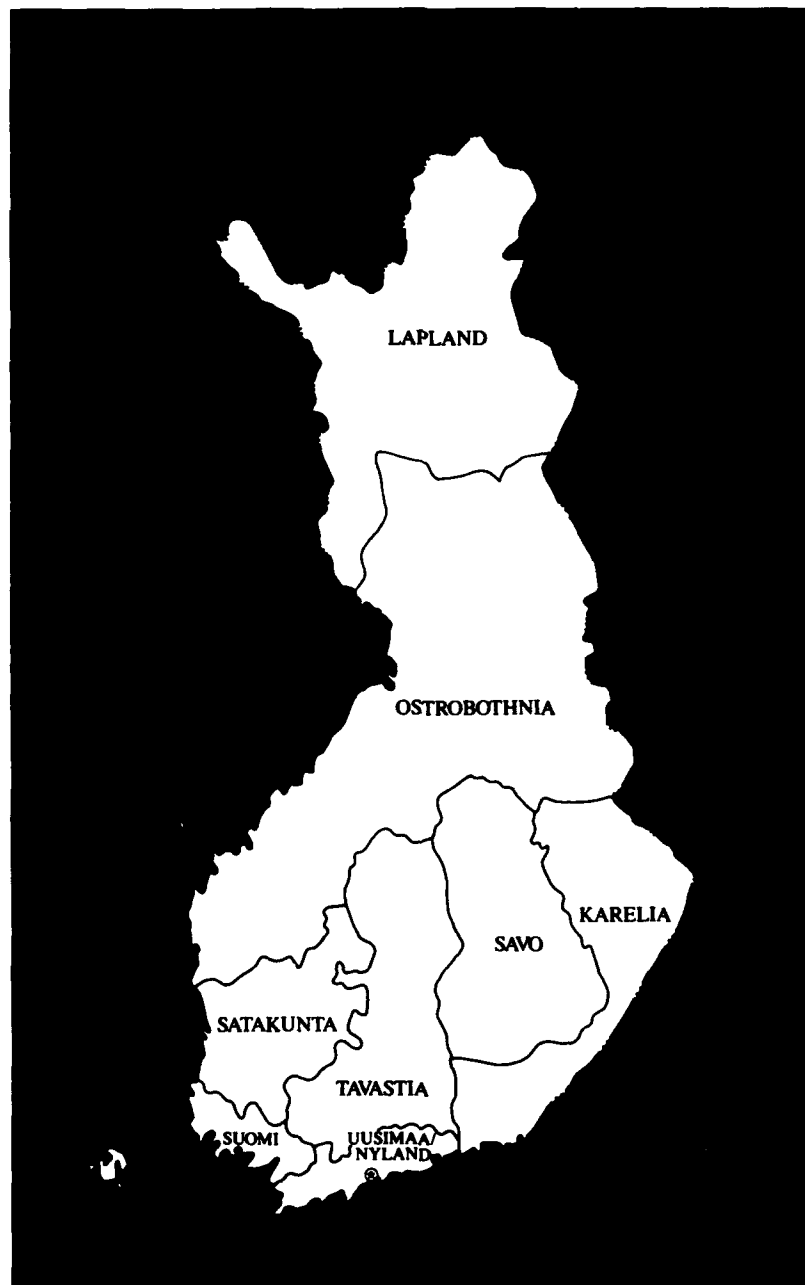 LAPLAND
OSTROBOTHNIA
KARELIA
SAVO
SATAKUNTA
TAVASTIA
SUOMI
UUSIMAA/
NYLAND